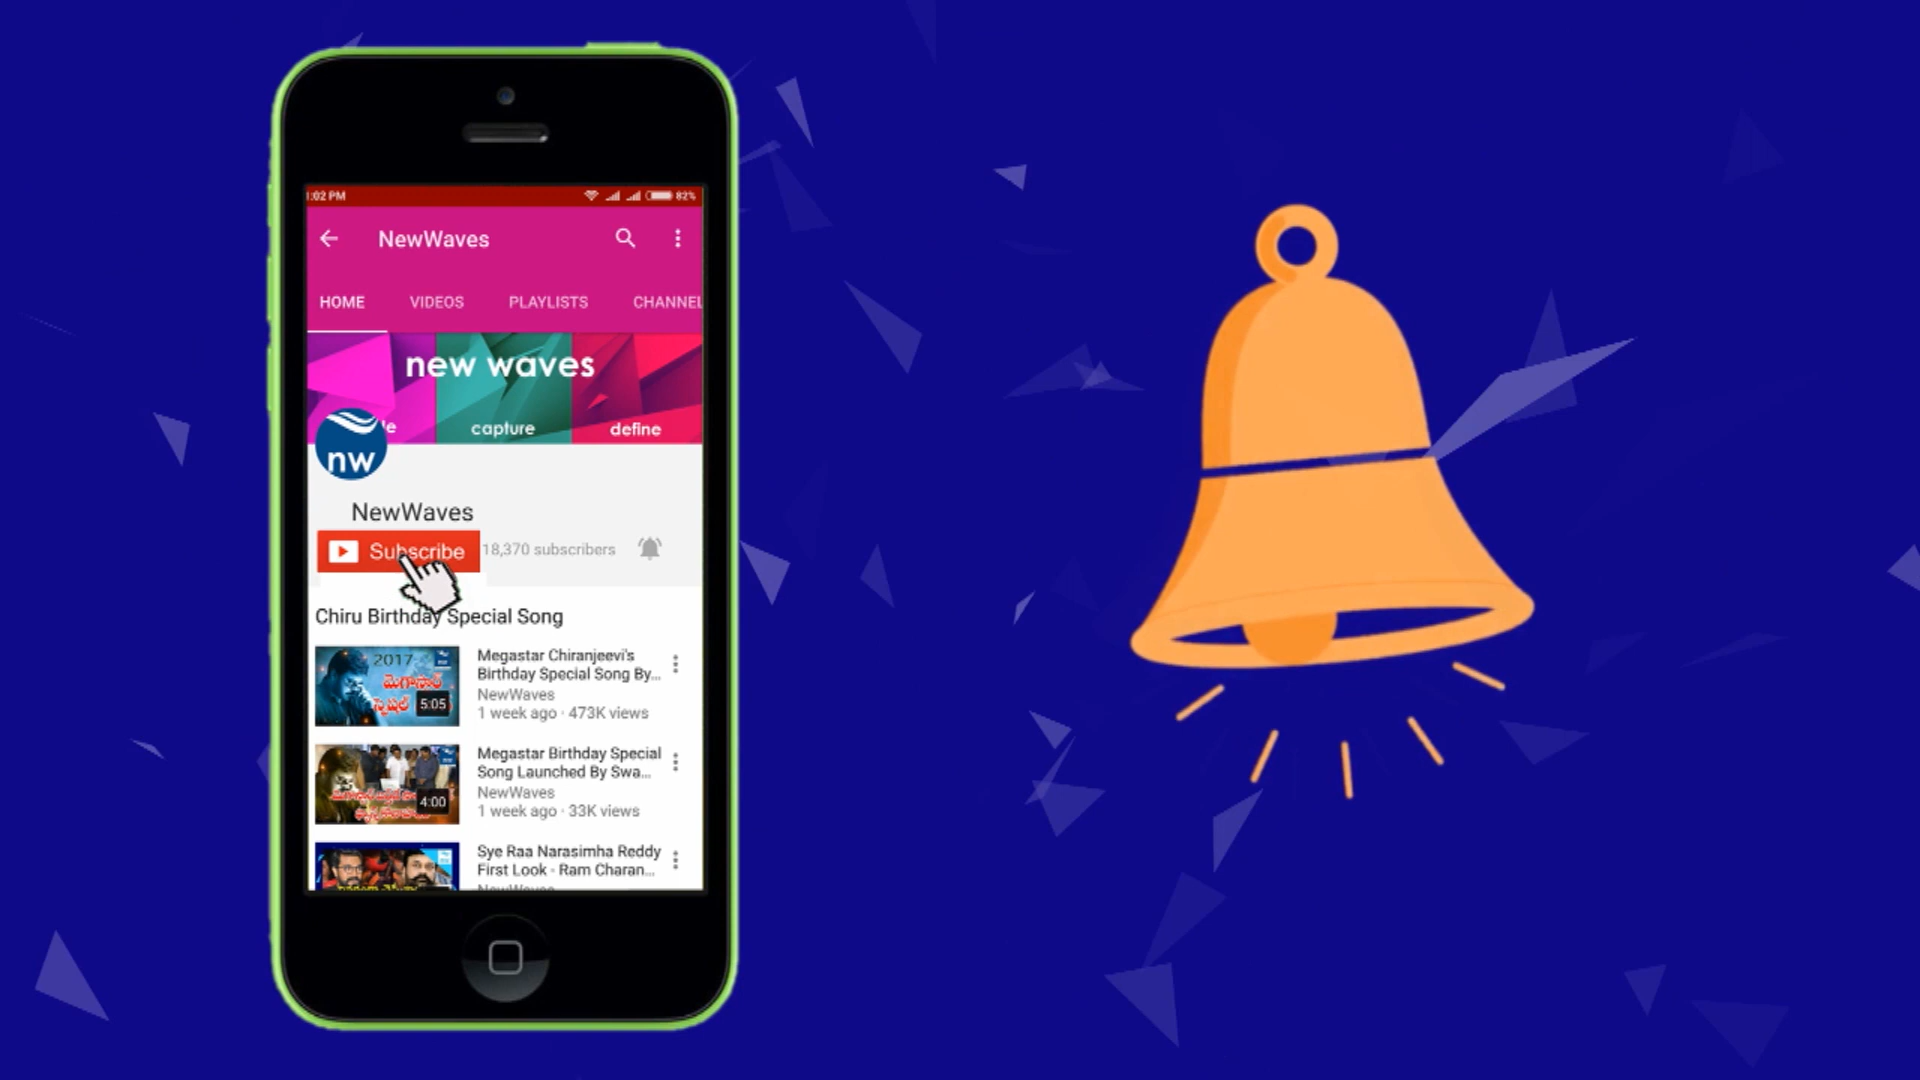 1:02 PM
82%
NewWaves
HOME VIDEOS PLAYLISTS CHANNEL
new waves
capture
define
nw
NewWaves
Subscribe
18,370 subscribers
Chiru Birthday Special Song
2017
మెగాస్టార్
స్పెషల్
5:05
Megastar Chiranjeevi's
Birthday Special Song By...
NewWaves
1 week ago · 473K views
4:00
Megastar Birthday Special
Song Launched By Swa...
NewWaves
1 week ago · 33K views
Sye Raa Narasimha Reddy
First Look - Ram Charan...
NewWaves